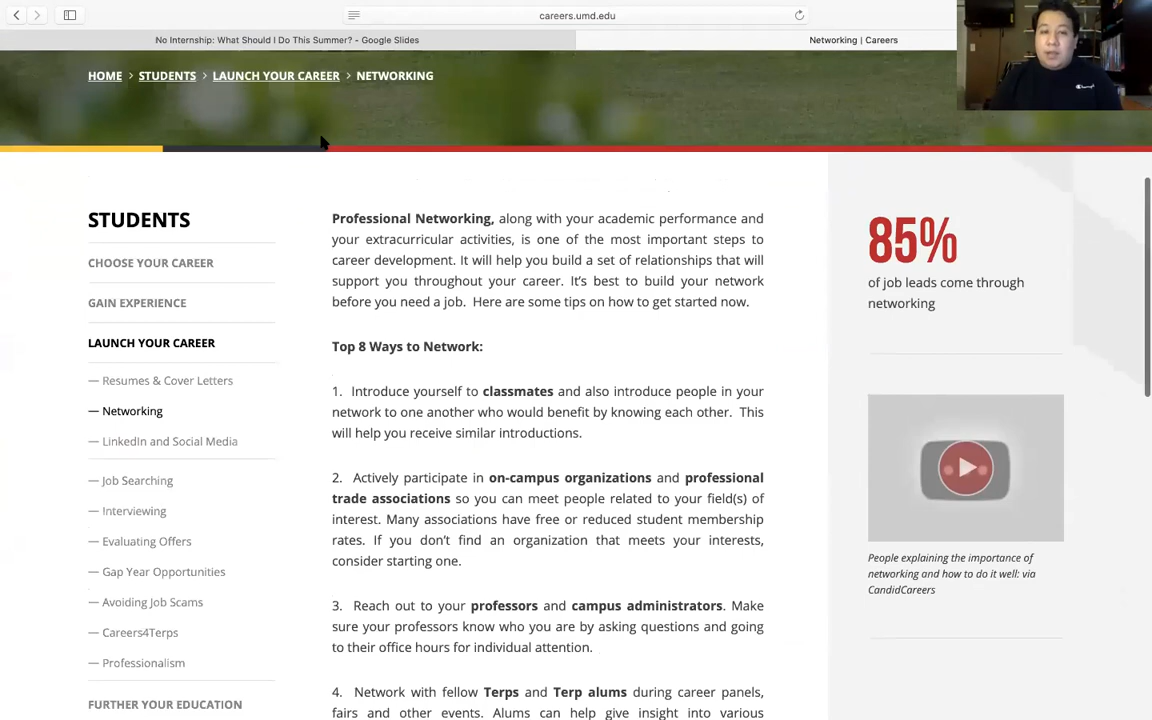 careers.umd.edu
No Internship: What Should I Do This Summer? - Google Slides
Networking | Careers
HOME > STUDENTS > LAUNCH YOUR CAREER > NETWORKING
STUDENTS
CHOOSE YOUR CAREER
GAIN EXPERIENCE
LAUNCH YOUR CAREER
— Resumes & Cover Letters
— Networking
— LinkedIn and Social Media
— Job Searching
— Interviewing
— Evaluating Offers
— Gap Year Opportunities
— Avoiding Job Scams
— Careers4Terps
— Professionalism
FURTHER YOUR EDUCATION
Professional Networking, along with your academic performance and
your extracurricular activities, is one of the most important steps to
career development. It will help you build a set of relationships that will
support you throughout your career. It's best to build your network
before you need a job. Here are some tips on how to get started now.
Top 8 Ways to Network:
1. Introduce yourself to classmates and also introduce people in your
network to one another who would benefit by knowing each other. This
will help you receive similar introductions.
2. Actively participate in on-campus organizations and professional
trade associations so you can meet people related to your field(s) of
interest. Many associations have free or reduced student membership
rates. If you don't find an organization that meets your interests,
consider starting one.
3. Reach out to your professors and campus administrators. Make
sure your professors know who you are by asking questions and going
to their office hours for individual attention.
4. Network with fellow Terps and Terp alums during career panels,
fairs and other events. Alums can help give insight into various
85%
of job leads come through
networking
People explaining the importance of
networking and how to do it well: via
CandidCareers
Champion